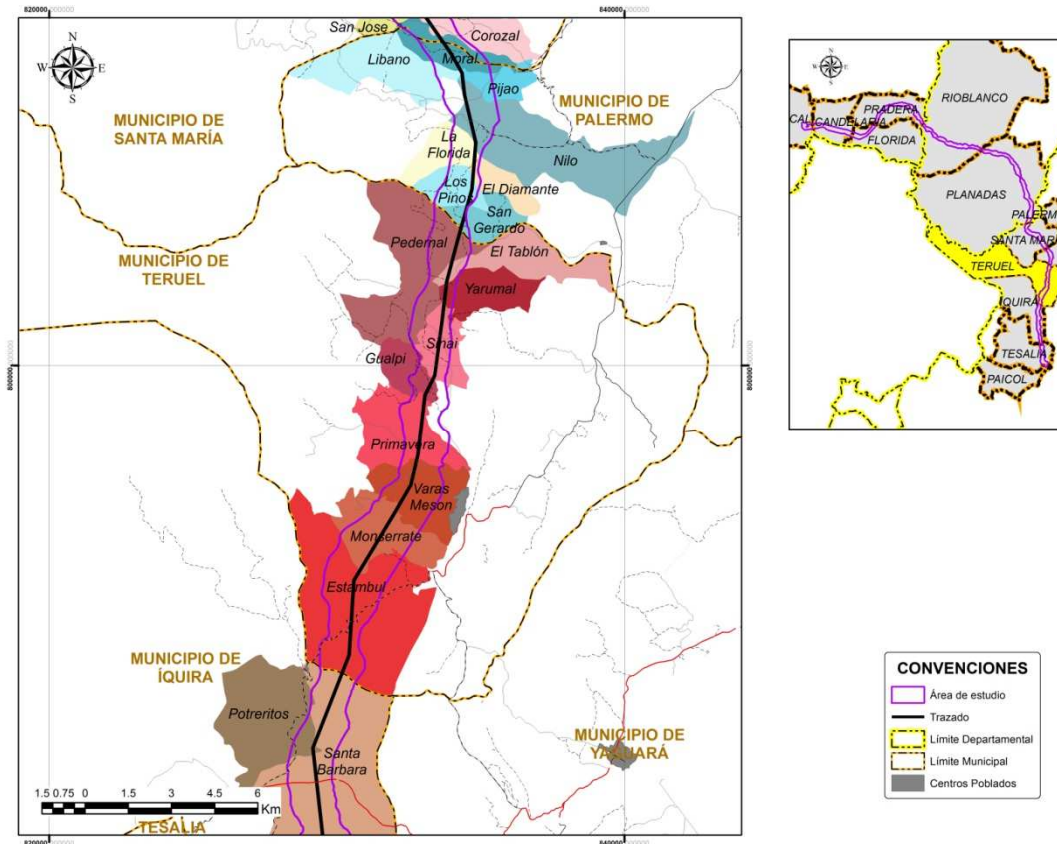 820000
840000
N
W
E
S
San Jose
Corozal
Libano
Moral
Pijao
MUNICIPIO DE
SANTA MARÍA
MUNICIPIO DE
PALERMO
La
Florida
Nilo
Los
Pinos
El Diamante
San
Gerardo
Pedernal
El Tablón
MUNICIPIO DE
TERUEL
Yarumal
Sinai
Gualpi
800000
800000
Primavera
Varas
Meson
Monserrate
Estambul
MUNICIPIO DE
ÍQUIRA
Potreritos
Santa
Barbara
MUNICIPIO DE
1.5 0.75 0 1.5 3 4.5 6
Km
TESALIA
820000
840000
RIOBLANCO
PRADERA
CANDELARIA
FLORIDA
PLANADAS
TERUEL
TESALIA
PAICOL
CONVENCIONES
Área de estudio
Trazado
Límite Departamental
Límite Municipal
Centros Poblados